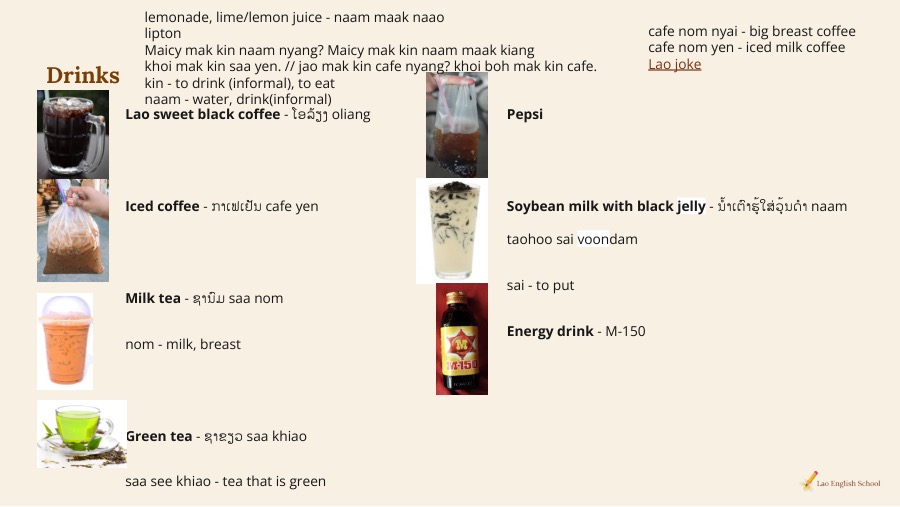 lemonade, lime/lemon juice - naam maak naao
lipton
Maicy mak kin naam nyang? Maicy mak kin naam maak kiang
khoi mak kin saa yen. // jao mak kin cafe nyang? khoi boh mak kin cafe.
kin - to drink (informal), to eat
naam - water, drink(informal)
cafe nom nyai - big breast coffee
cafe nom yen - iced milk coffee
Lao joke
Drinks
Lao sweet black coffee - ໂອລ້ຽງ oliang
Iced coffee - ກາເຟເຢັນ cafe yen
Milk tea - ຊານົມ saa nom
nom - milk, breast
Green tea - ຊາຂຽວ saa khiao
saa see khiao - tea that is green
Pepsi
Soybean milk with black jelly - ນ້ຳເຕົາຮູ້ໃສ່ວຸ້ນດຳ naam
taohoo sai voondam
sai - to put
Energy drink - M-150
M
M-150
Lao English School